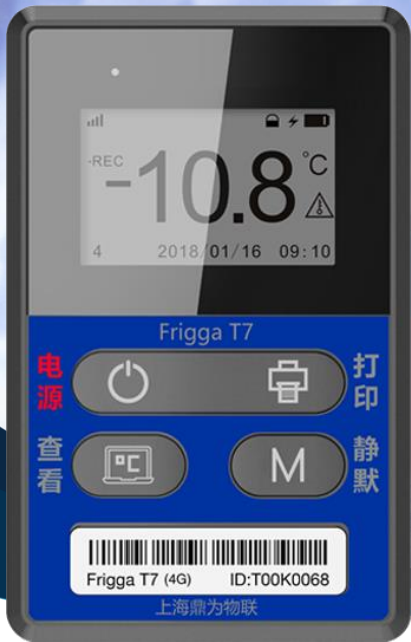 -REC
-10.8 °C
4 2018/01/16 09:10
Frigga T7
电源
打印
查看
°C
M
静默
Frigga T7 (4G) ID:T00K0068
上海鼎为物联